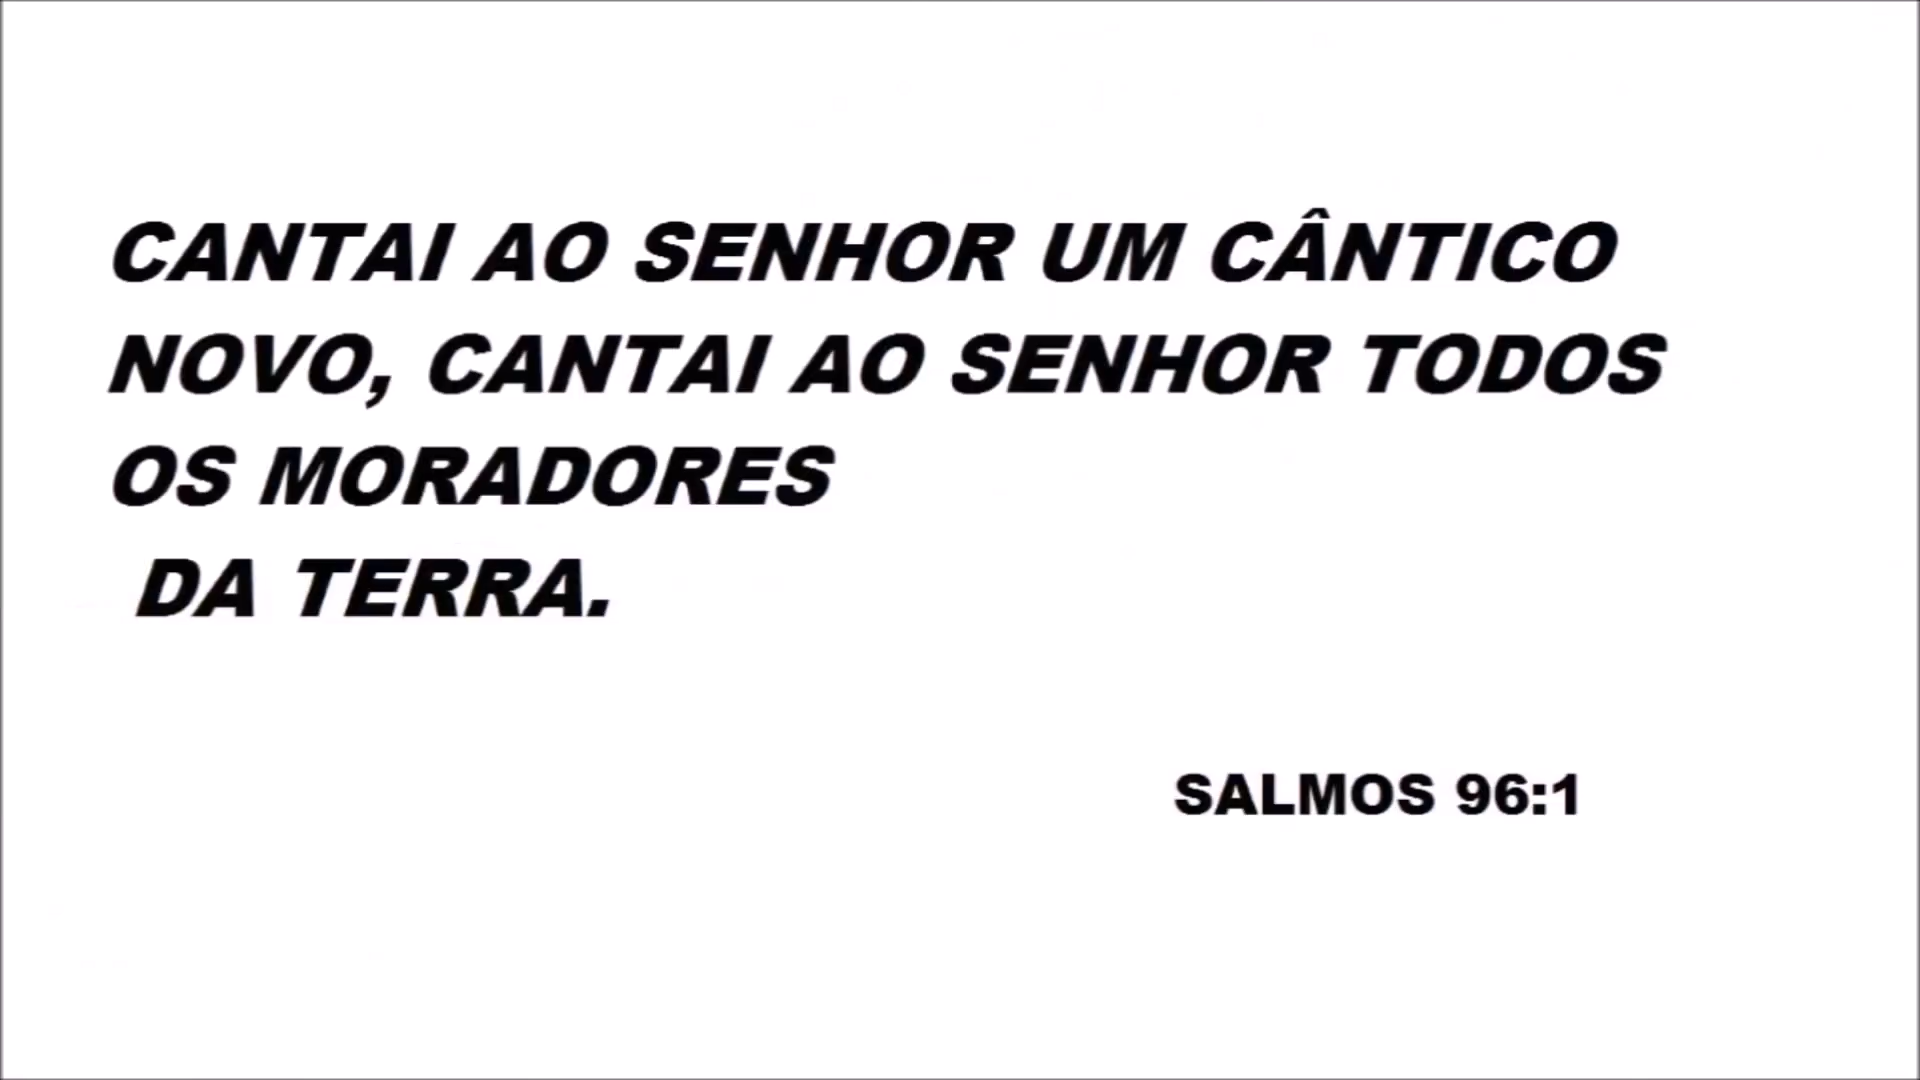 CANTAI AO SENHOR UM CÂNTICO
NOVO, CANTAI AO SENHOR TODOS
OS MORADORES
DA TERRA.
SALMOS 96:1